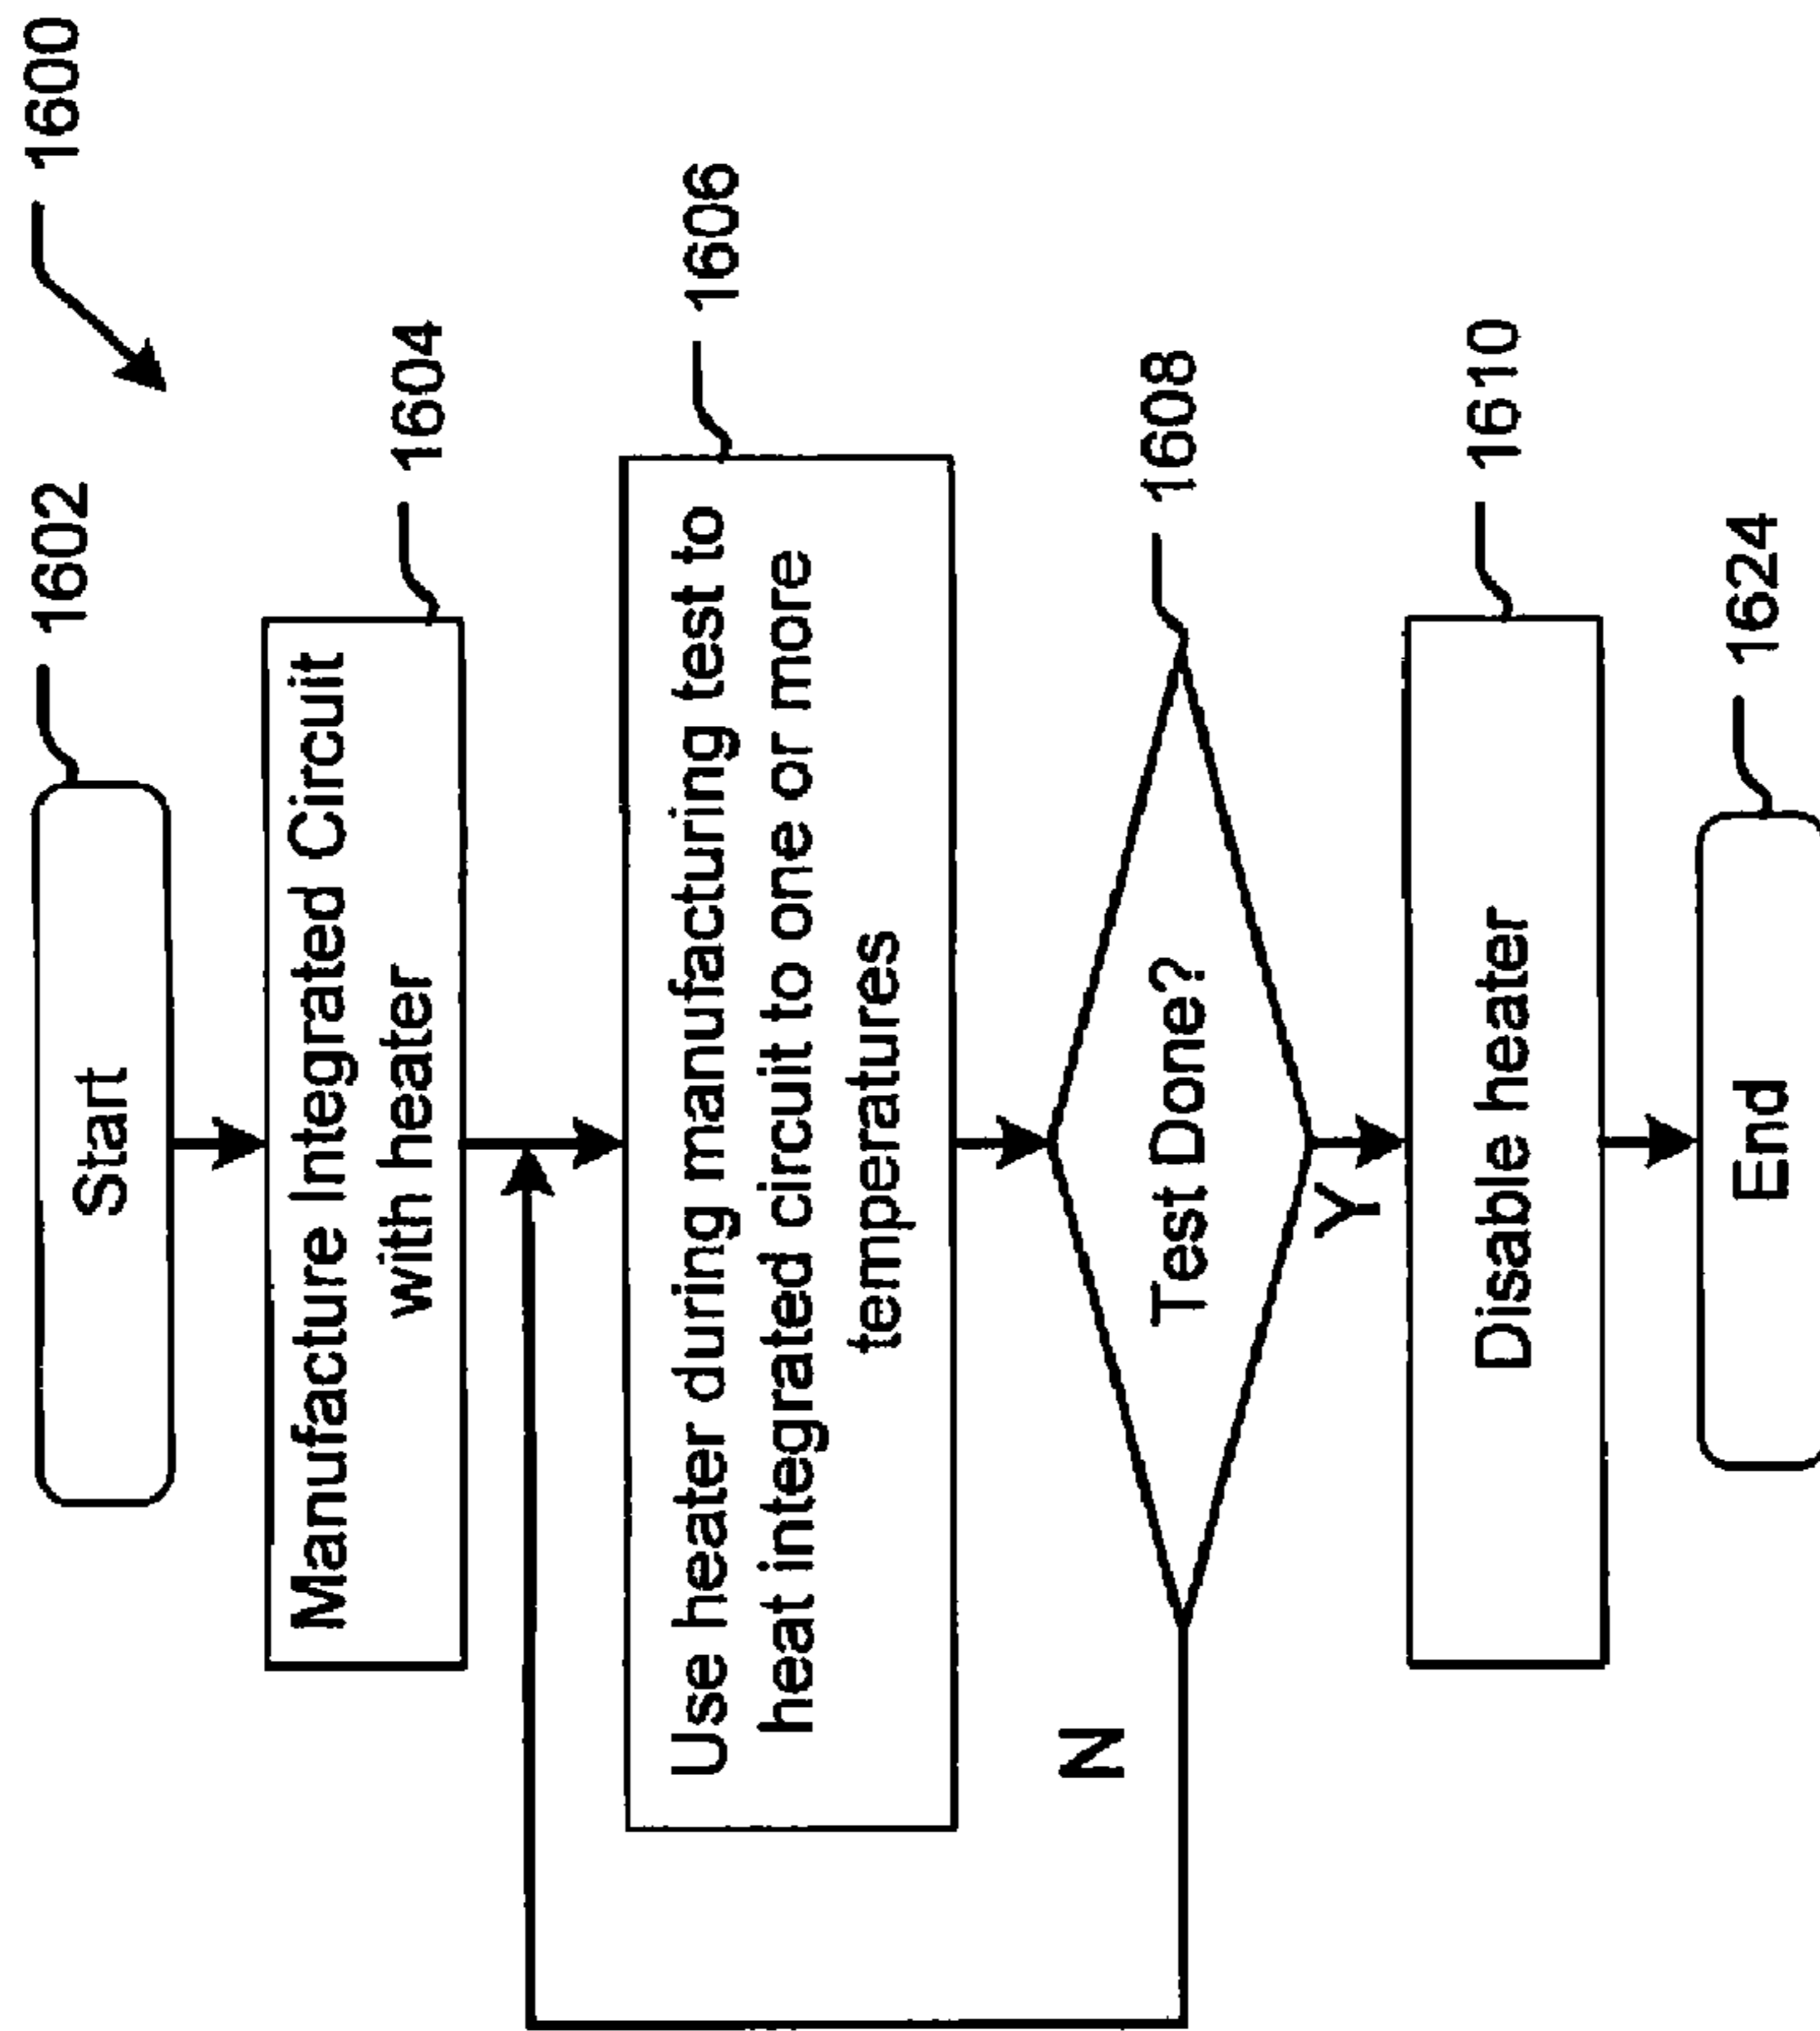 1600
Start
1602
Manufacture Integrated Circuit
with heater
1604
Use heater during manufacturing test to
heat integrated circuit to one or more
temperatures
1606
N
Test Done?
1608
Y
Disable heater
1610
End
1624